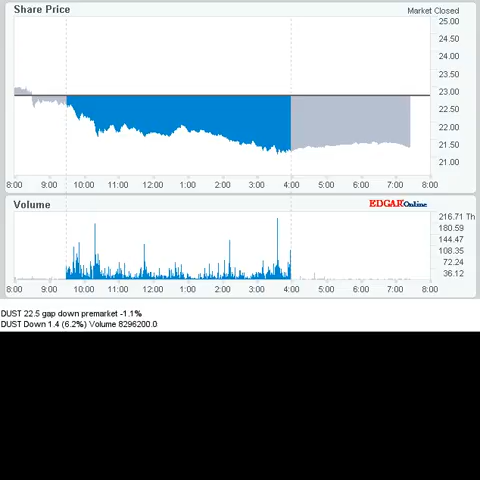 Share Price
Market Closed
25.00
24.50
24.00
23.50
23.00
22.50
22.00
21.50
21.00
8:00 9:00 10:00 11:00 12:00 1:00 2:00 3:00 4:00 5:00 6:00 7:00 8:00
Volume
EDGAR Online
216.71 Th
180.59
144.47
108.35
72.24
36.12
8:00 9:00 10:00 11:00 12:00 1:00 2:00 3:00 4:00 5:00 6:00 7:00 8:00
DUST 22.5 gap down premarket -1.1%
DUST Down 1.4 (6.2%) Volume 8296200.0